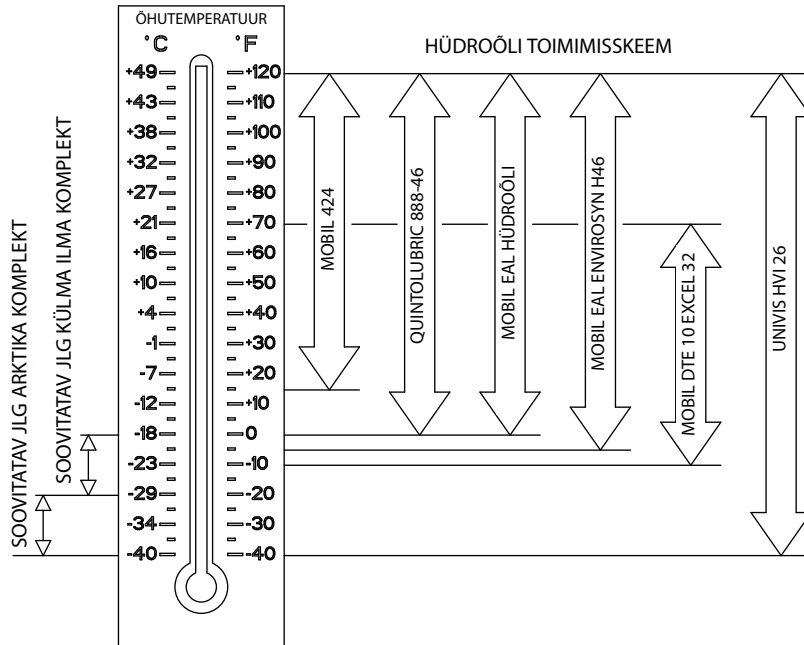 ÕHUTEMPERATUUR
°C °F
HÜDROÕLI TOIMIMISSKEEM
+49 +120
+43 +110
+38 +100
+32 +90
+27 +80
+21 +70
+16 +60
+10 +50
+4 +40
-1 +30
-7 +20
-12 +10
-18 0
-23 -10
-29 -20
-34 -30
-40 -40
SOOVITATAV JLG ARKTIKA KOMPLEKT
SOOVITATAV JLG KÜLMA ILMA KOMPLEKT
MOBIL 424
QUINTOLUBRIC 888-46
MOBIL EAL HÜDROÕLI
MOBIL EAL ENVIROSYN H46
MOBIL DTE 10 EXCEL 32
UNIVIS HVI 26